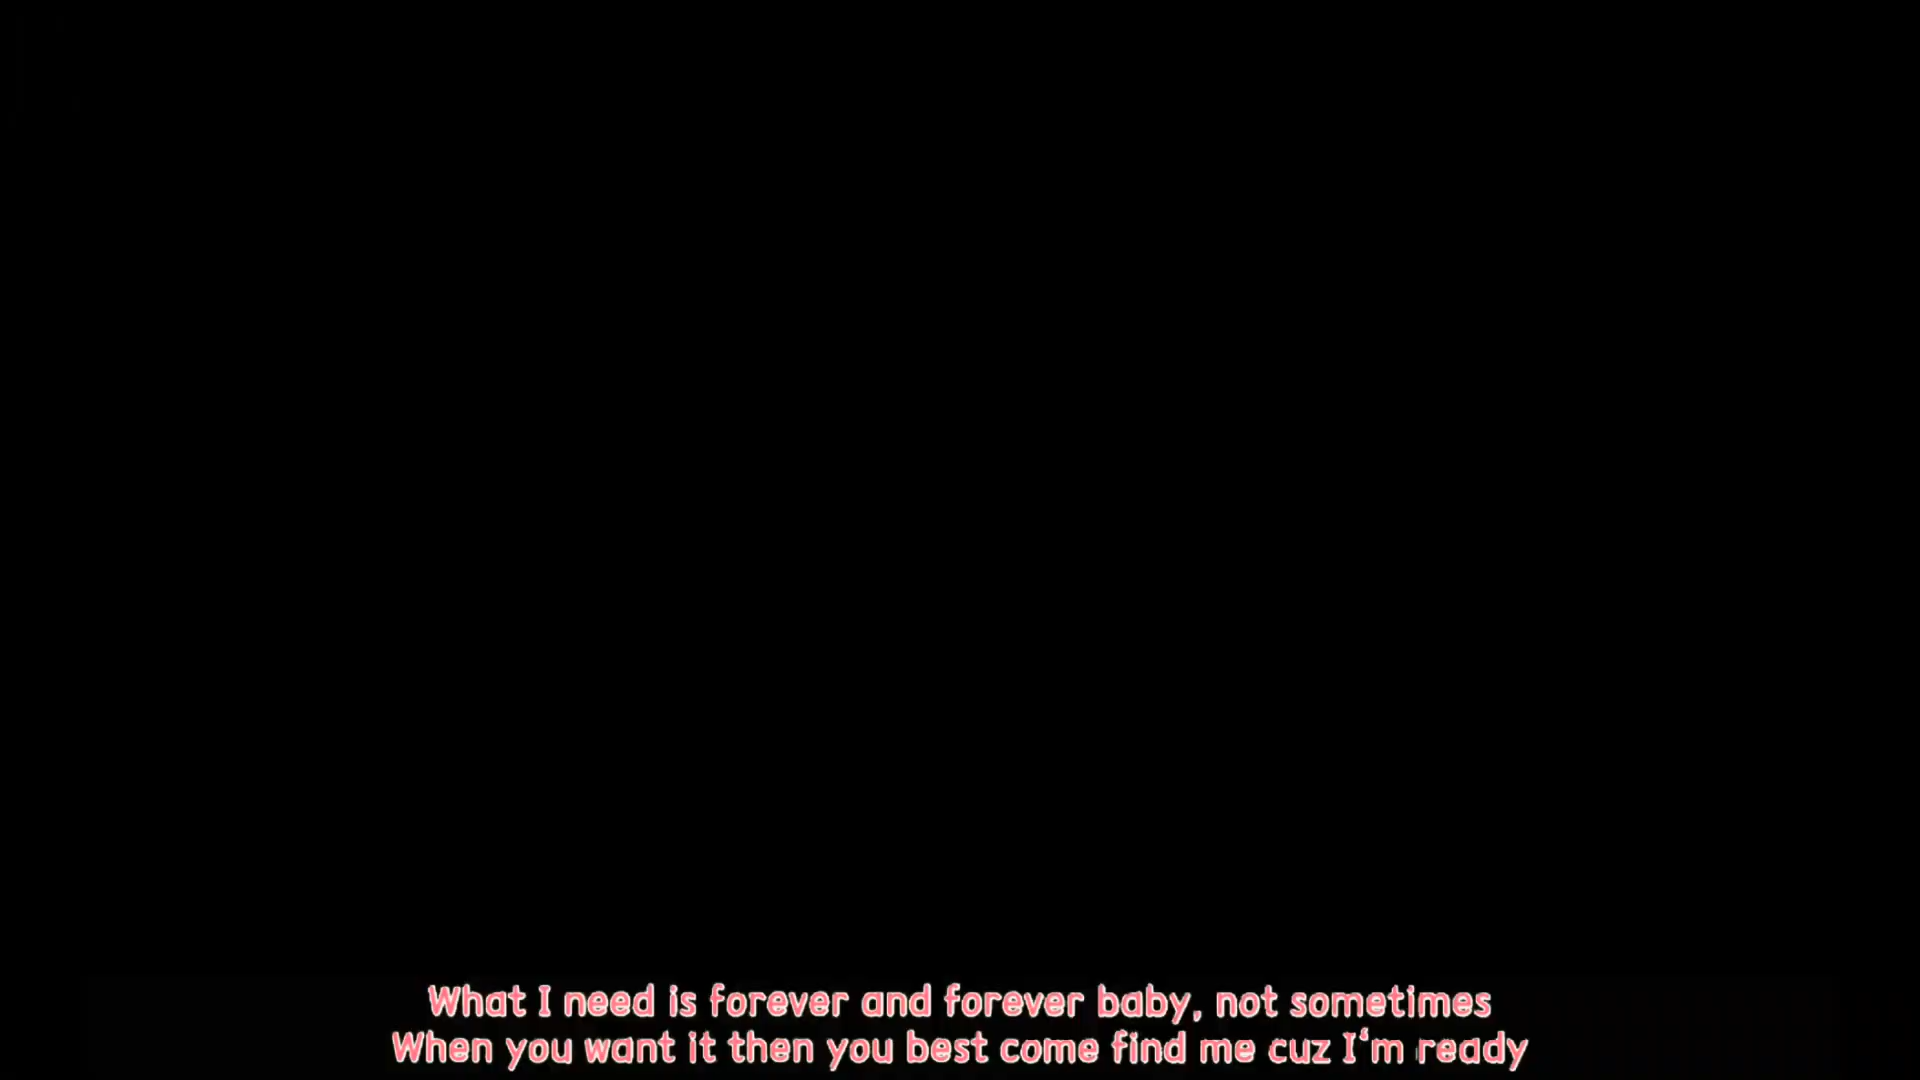 What I need is forever and forever baby, not sometimes
When you want it then you best come find me cuz I‘m ready